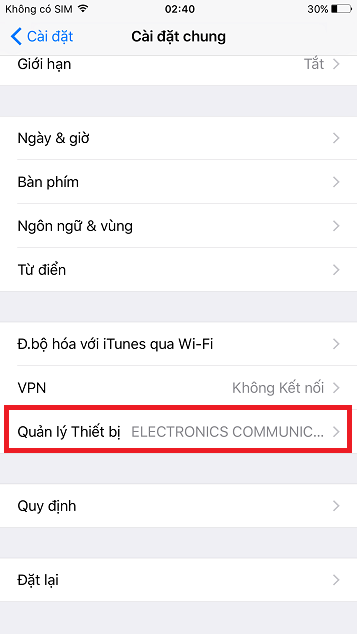 Không có SIM 02:40 30%
Cài đặt Cài đặt chung
Giới hạn Tắt
Ngày & giờ
Bàn phím
Ngôn ngữ & vùng
Từ điển
Đ.bộ hóa với iTunes qua Wi-Fi
VPN Không Kết nối
Quản lý Thiết bị ELECTRONICS COMMUNIC...
Quy định
Đặt lại